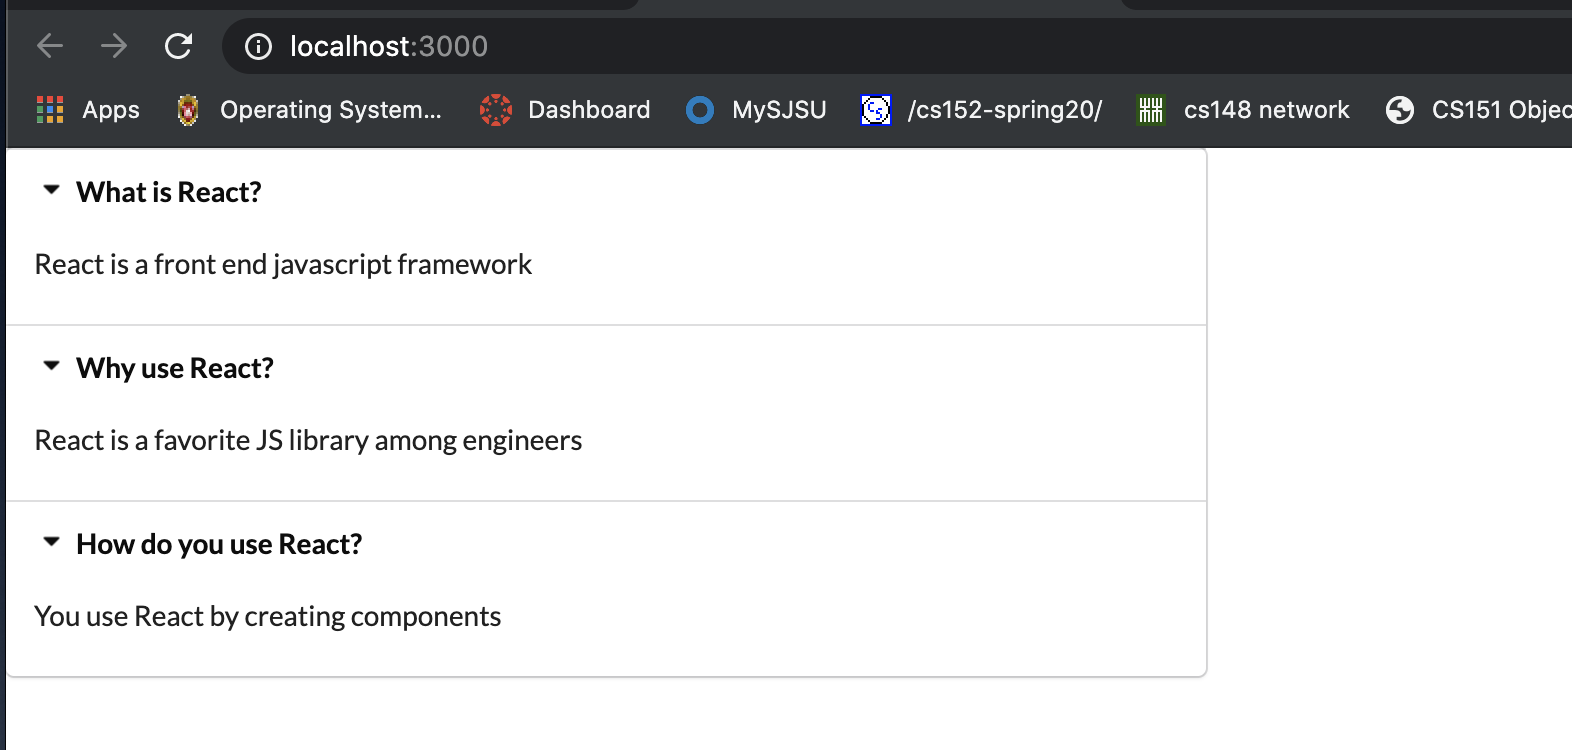 localhost:3000
Apps Operating System... Dashboard MySJSU /cs152-spring20/ cs148 network CS151 Objec
What is React?
React is a front end javascript framework
Why use React?
React is a favorite JS library among engineers
How do you use React?
You use React by creating components